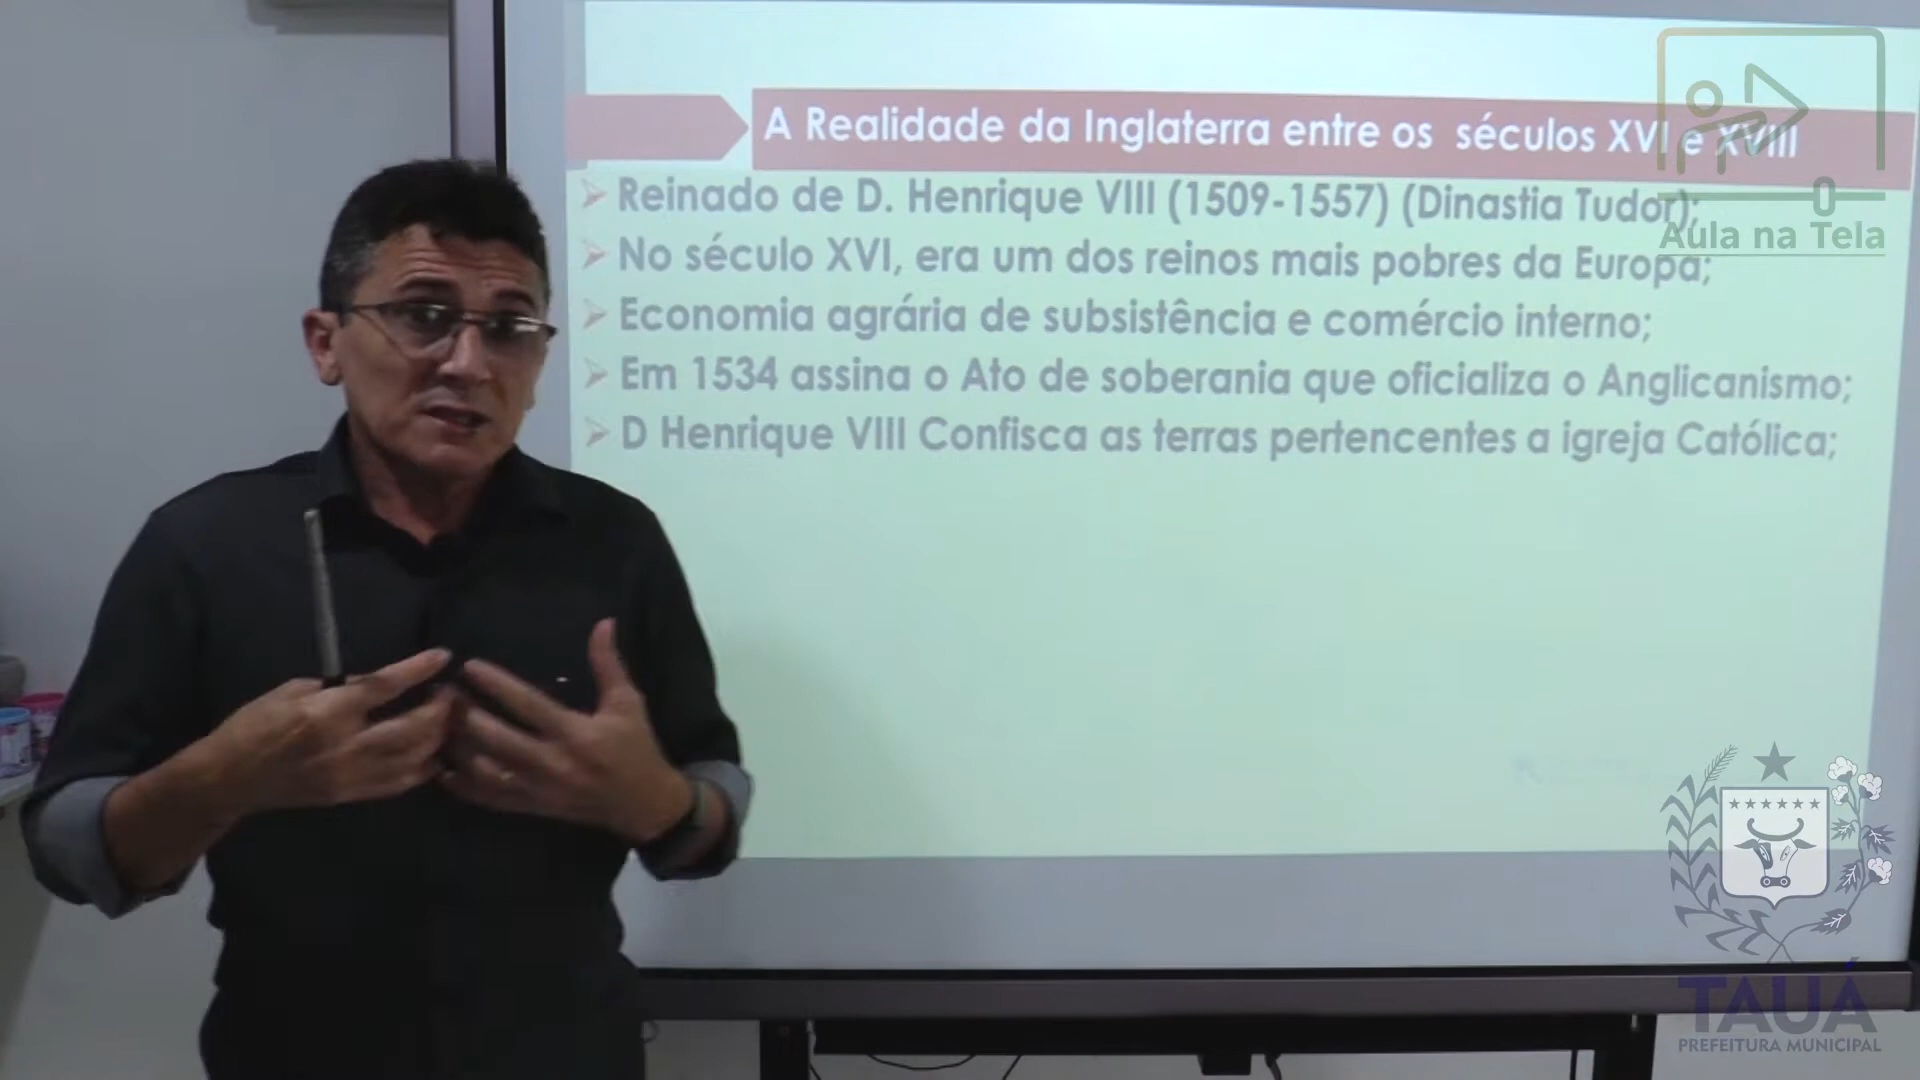 A Realidade da Inglaterra entre os séculos XVI e XVIII
Reinado de D. Henrique VIII (1509-1557) (Dinastia Tudor);
No século XVI, era um dos reinos mais pobres da Europa;
Economia agrária de subsistência e comércio interno;
Em 1534 assina o Ato de soberania que oficializa o Anglicanismo;
D Henrique VIII Confisca as terras pertencentes a igreja Católica;
Aula na Tela
TAUÁ
PREFEITURA MUNICIPAL